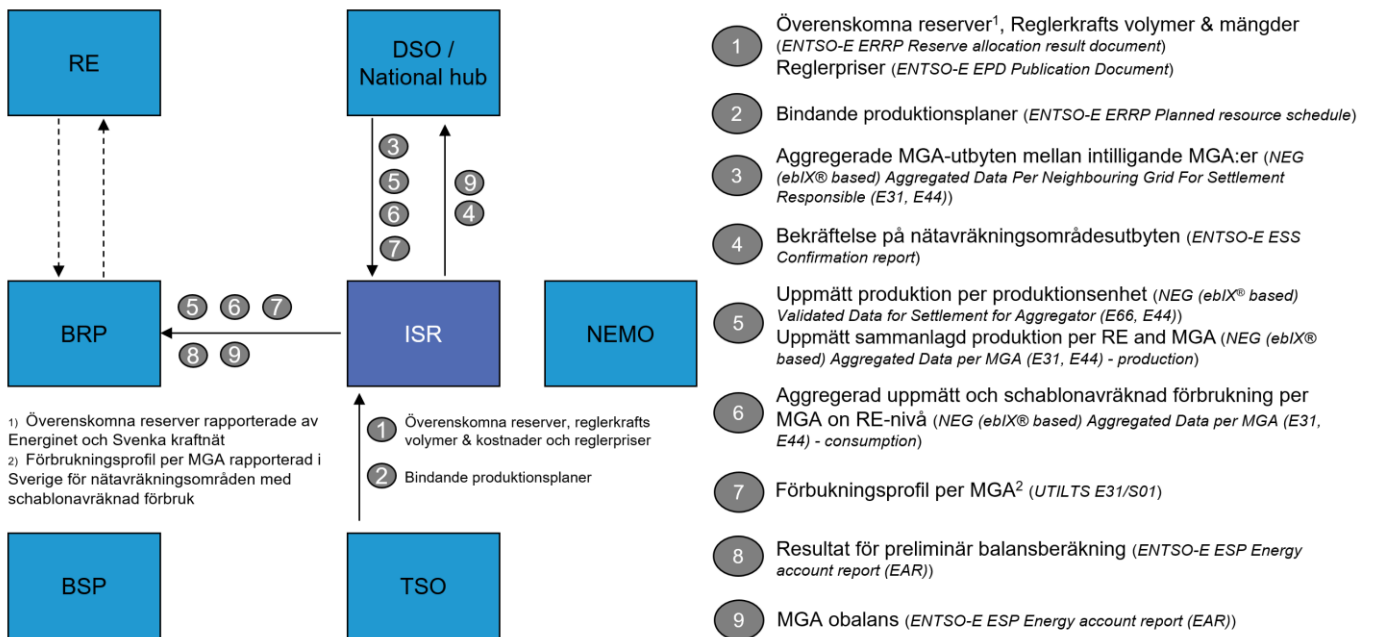 RE
DSO /
National hub
3
5
6
7
9
4
BRP
5 6 7
8 9
ISR
NEMO
1) Överenskomna reserver rapporterade av
Energinet och Svenka kraftnät
2) Förbrukningsprofil per MGA rapporterad i
Sverige för nätavräkningsområden med
schablonavräknad förbruk
1 Överenskomna reserver, reglerkrafts
volymer & kostnader och reglerpriser
2 Bindande produktionsplaner
BSP
TSO
1 Överenskomna reserver¹, Reglerkrafts volymer & mängder
(ENTSO-E ERRP Reserve allocation result document)
Reglerpriser (ENTSO-E EPD Publication Document)
2 Bindande produktionsplaner (ENTSO-E ERRP Planned resource schedule)
3 Aggregerade MGA-utbyten mellan intilligande MGA:er (NEG
(ebIX® based) Aggregated Data Per Neighbouring Grid For Settlement
Responsible (E31, E44))
4 Bekräftelse på nätavräkningsområdesutbyten (ENTSO-E ESS
Confirmation report)
5 Uppmätt produktion per produktionsenhet (NEG (ebIX® based)
Validated Data for Settlement for Aggregator (E66, E44))
Uppmätt sammanlagd produktion per RE and MGA (NEG (ebIX®
based) Aggregated Data per MGA (E31, E44) - production)
6 Aggregerad uppmätt och schablonavräknad förbrukning per
MGA on RE-nivå (NEG (ebIX® based) Aggregated Data per MGA (E31,
E44) - consumption)
7 Förbukningsprofil per MGA² (UTILTS E31/S01)
8 Resultat för preliminär balansberäkning (ENTSO-E ESP Energy
account report (EAR))
9 MGA obalans (ENTSO-E ESP Energy account report (EAR))